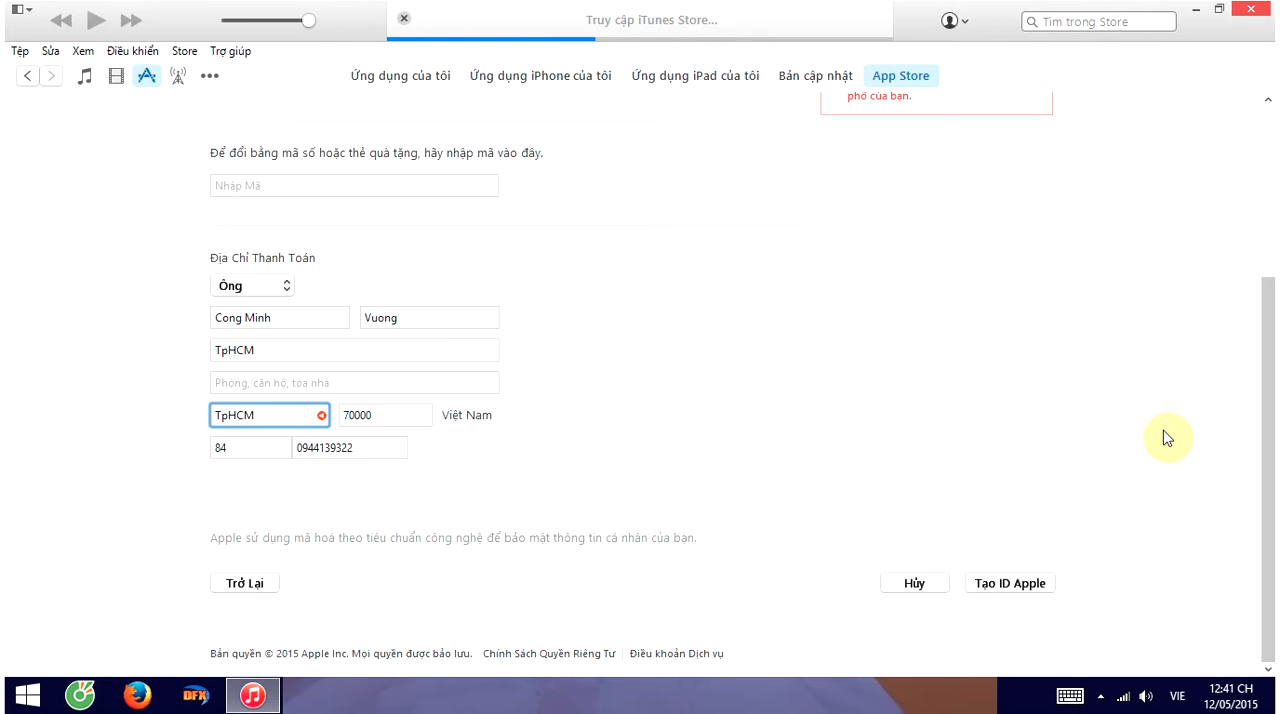 Truy cập iTunes Store...
Tìm trong Store
Tệp Sửa Xem Điều khiển Store Trợ giúp
Ứng dụng của tôi Ứng dụng iPhone của tôi Ứng dụng iPad của tôi Bản cập nhật App Store
phố của bạn.
Để đổi bằng mã số hoặc thẻ quà tặng, hãy nhập mã vào đây.
Nhập Mã
Địa Chỉ Thanh Toán
Ông
Cong Minh Vuong
TpHCM
Phòng, căn hộ, tòa nhà
TpHCM 70000 Việt Nam
84 0944139322
Apple sử dụng mã hoá theo tiêu chuẩn công nghệ để bảo mật thông tin cá nhân của bạn.
Trở Lại Hủy Tạo ID Apple
Bản quyền © 2015 Apple Inc. Mọi quyền được bảo lưu. Chính Sách Quyền Riêng Tư Điều khoản Dịch vụ
DFX VIE 12:41 CH
12/05/2015